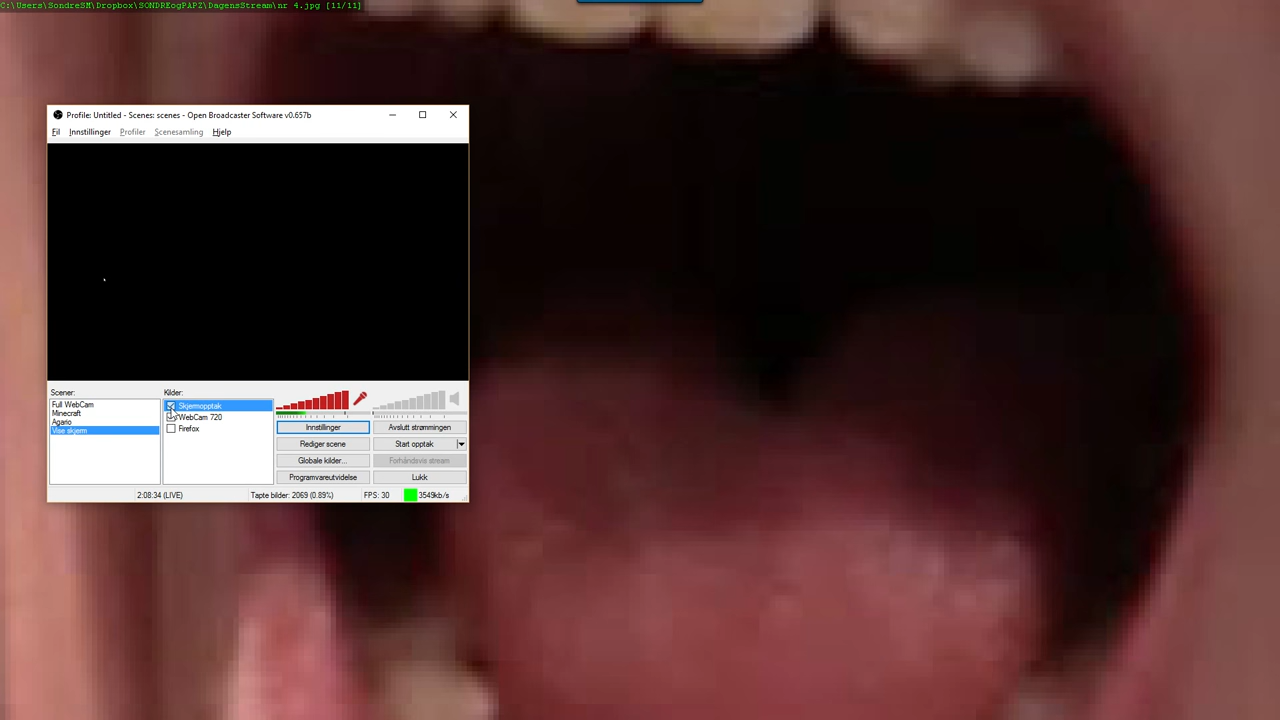 C:\Users\SondreSM\Dropbox\SONDREogPAPZ\DagensStream\nr 4.jpg [11/11]
Profile: Untitled - Scenes: scenes - Open Broadcaster Software v0.657b
Fil Innstillinger Profiler Scenesamling Hjelp
Scener: Kilder:
Full WebCam
Minecraft
Agario
Vise skjerm
Skjermopptak
WebCam 720
Firefox
Innstillinger Avslutt strømmingen
Rediger scene Start opptak
Globale kilder... Forhåndsvis stream
Programvareutvidelse Lukk
2:08:34 (LIVE) Tapte bilder: 2069 (0.89%) FPS: 30 3549kb/s